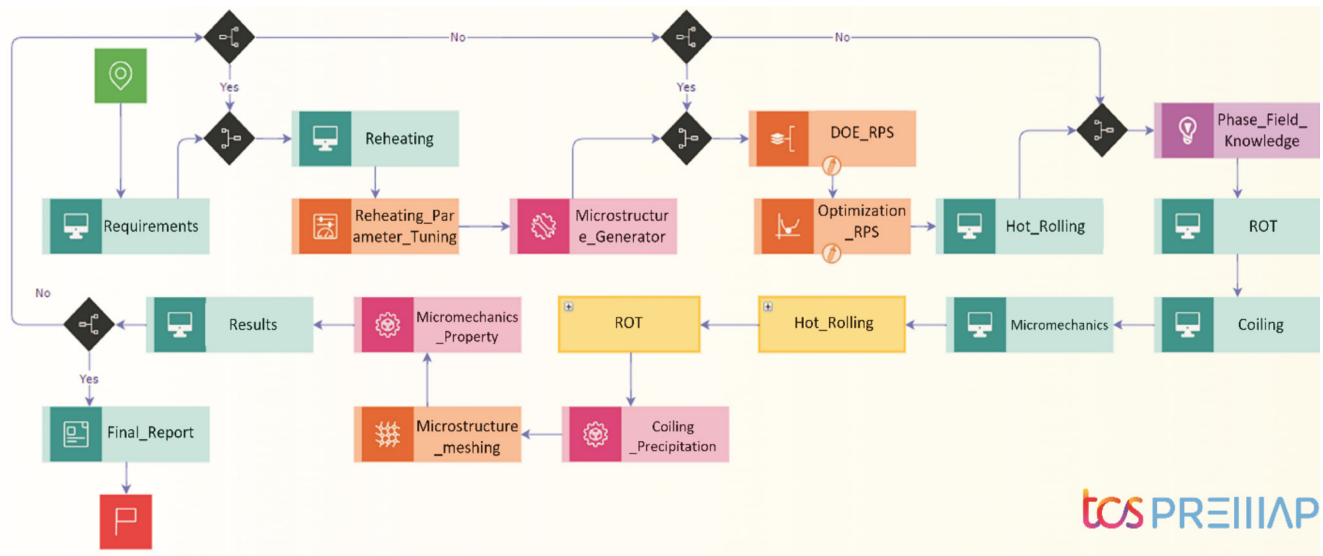 No
No
Yes
Yes
Reheating
DOE_RPS
Phase_Field_
Knowledge
Requirements
Reheating_Par
ameter_Tuning
Microstructur
e_Generator
Optimization
_RPS
Hot_Rolling
ROT
No
Results
Micromechanics
_Property
ROT
Hot_Rolling
Micromechanics
Coiling
Yes
Final_Report
Microstructure
_meshing
Coiling
_Precipitation
tcs PREMAP